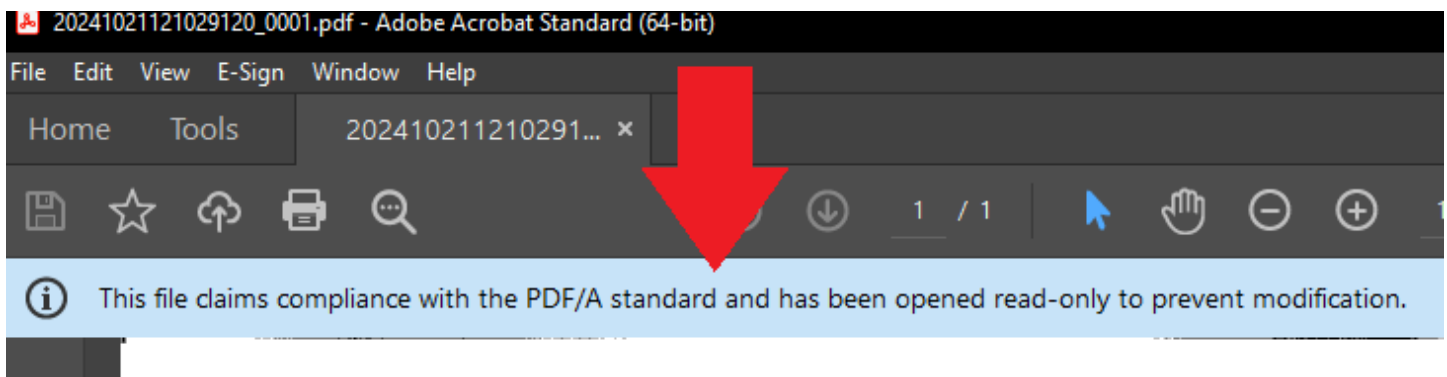 20241021121029120_0001.pdf - Adobe Acrobat Standard (64-bit)
File Edit View E-Sign Window Help
Home Tools 202410211210291... ×
1 / 1
This file claims compliance with the PDF/A standard and has been opened read-only to prevent modification.